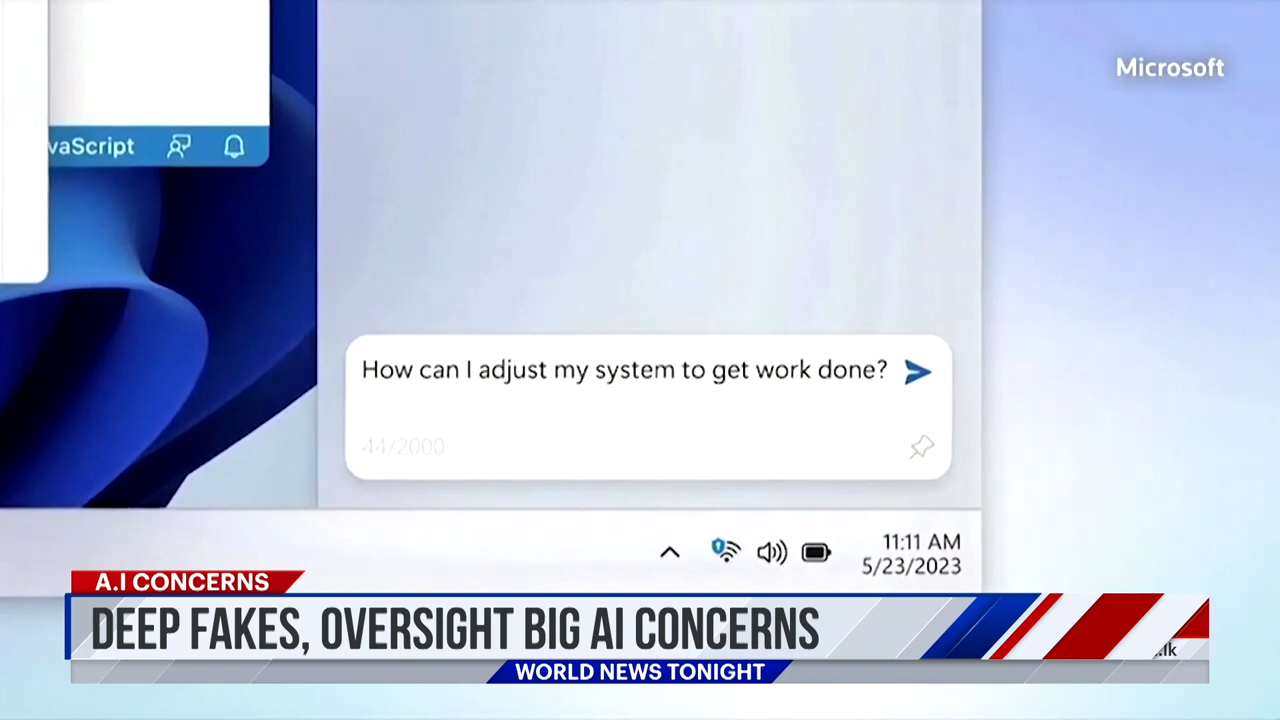 Microsoft
vaScript
How can I adjust my system to get work done?
44/2000
11:11 AM
5/23/2023
A.I CONCERNS
DEEP FAKES, OVERSIGHT BIG AI CONCERNS
.lk
WORLD NEWS TONIGHT